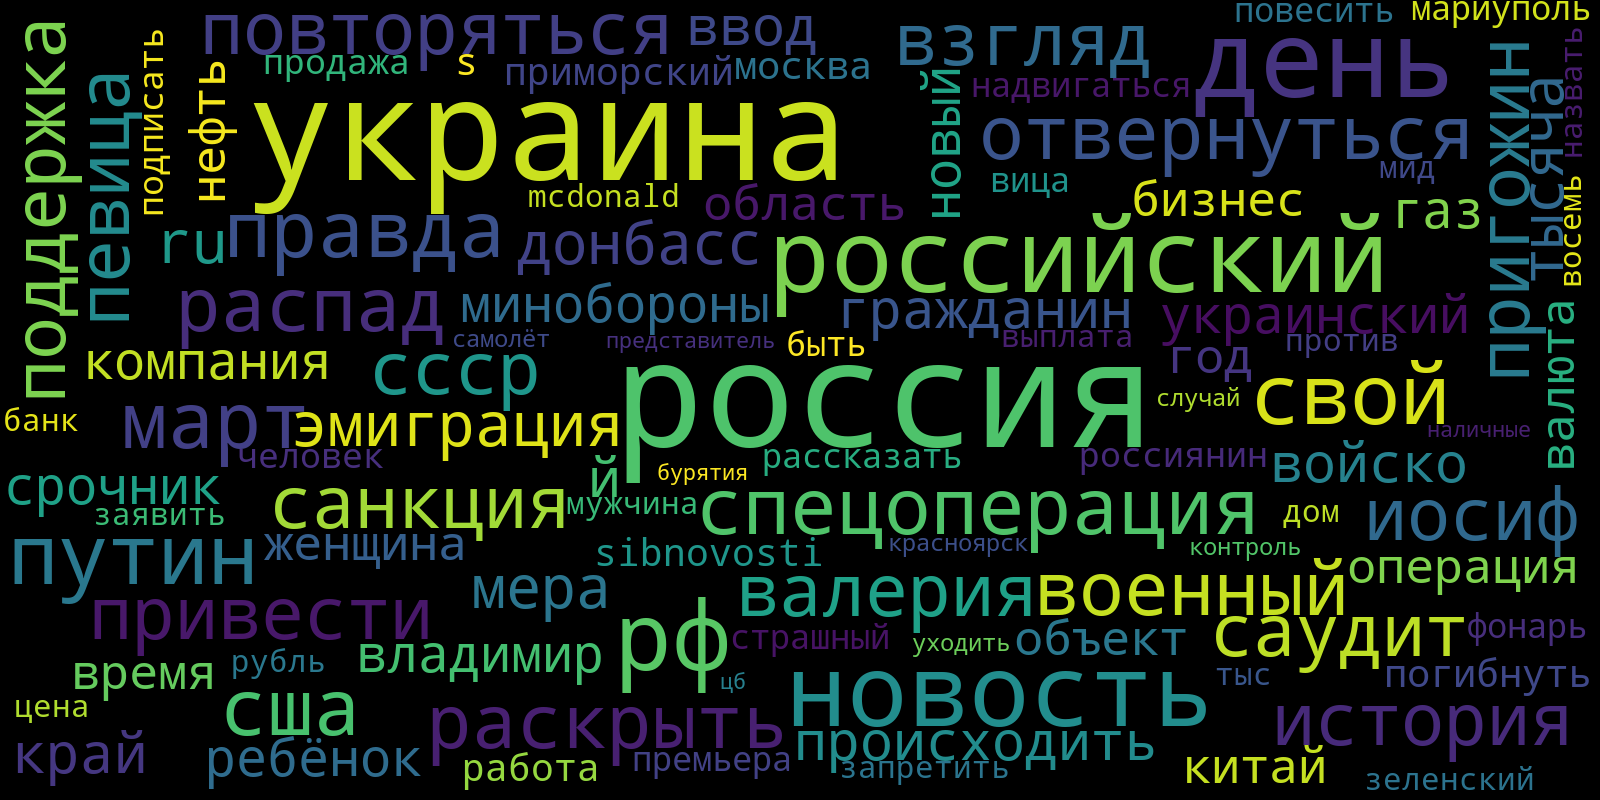 повторяться
ввод
взгляд
повесить
мариуполь
продажа
s
приморский
москва
надвигаться
день
поддержка
певица
подписать
нефть
украина
новый
отвернуться
пригожин
тысяча
назвать
mcdonald
область
вица
бизнес
мид
газ
восемь
ru
правда
донбасс
российский
распад
минобороны
гражданин
украинский
валюта
самолёт
представитель
быть
выплата
год
против
компания
ссср
россия
случай
свой
банк
март
эмиграция
наличные
человек
й
бурятия
рассказать
россиянин
войско
срочник
заявить
санкция
мужчина
спецоперация
дом
иосиф
путин
женщина
sibnovosti
красноярск
контроль
операция
привести
мера
валерия
военный
рф
страшный
уходить
объект
саудит
фонарь
время
рубль
владимир
цб
новость
тыс
погибнуть
цена
сша
раскрыть
история
край
ребёнок
работа
премьера
происходить
запретить
китай
зеленский